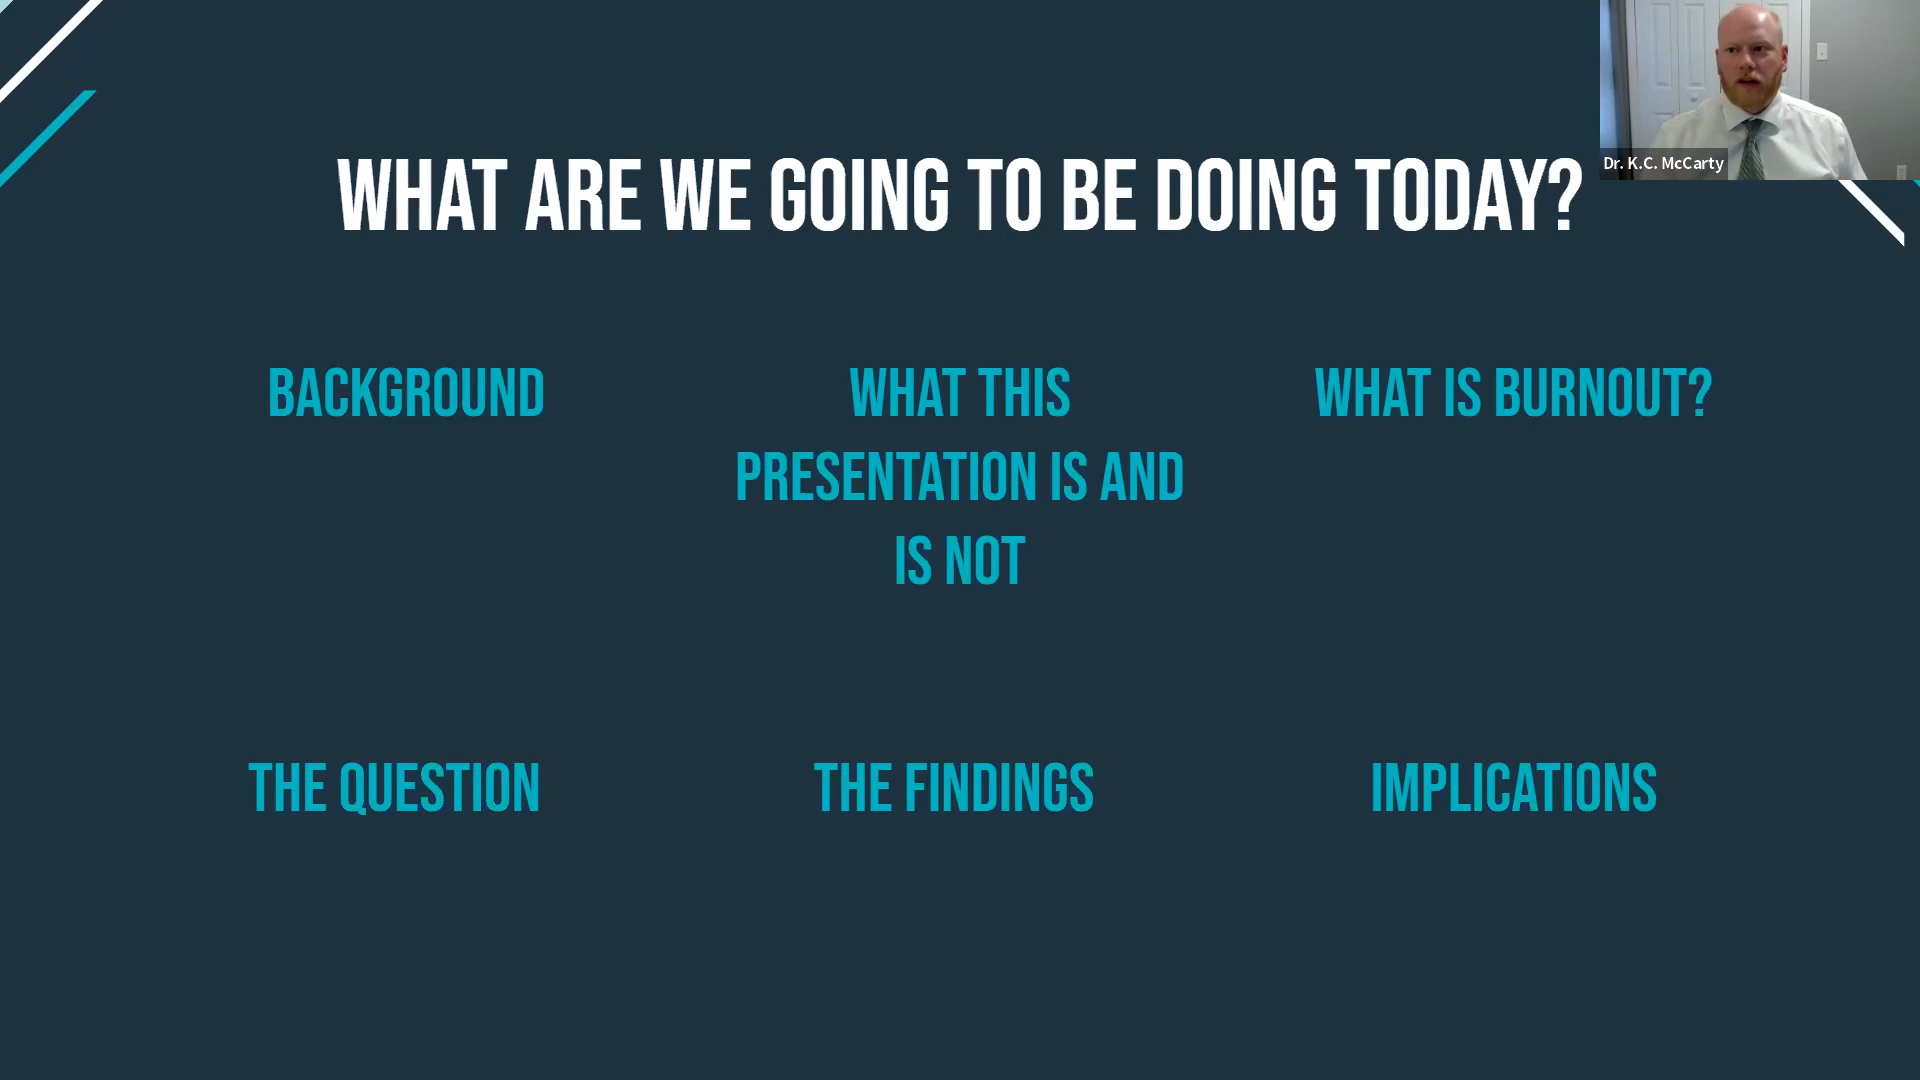 Dr. K.C. McCarty
WHAT ARE WE GOING TO BE DOING TODAY?
BACKGROUND
WHAT THIS
PRESENTATION IS AND
IS NOT
WHAT IS BURNOUT?
THE QUESTION
THE FINDINGS
IMPLICATIONS